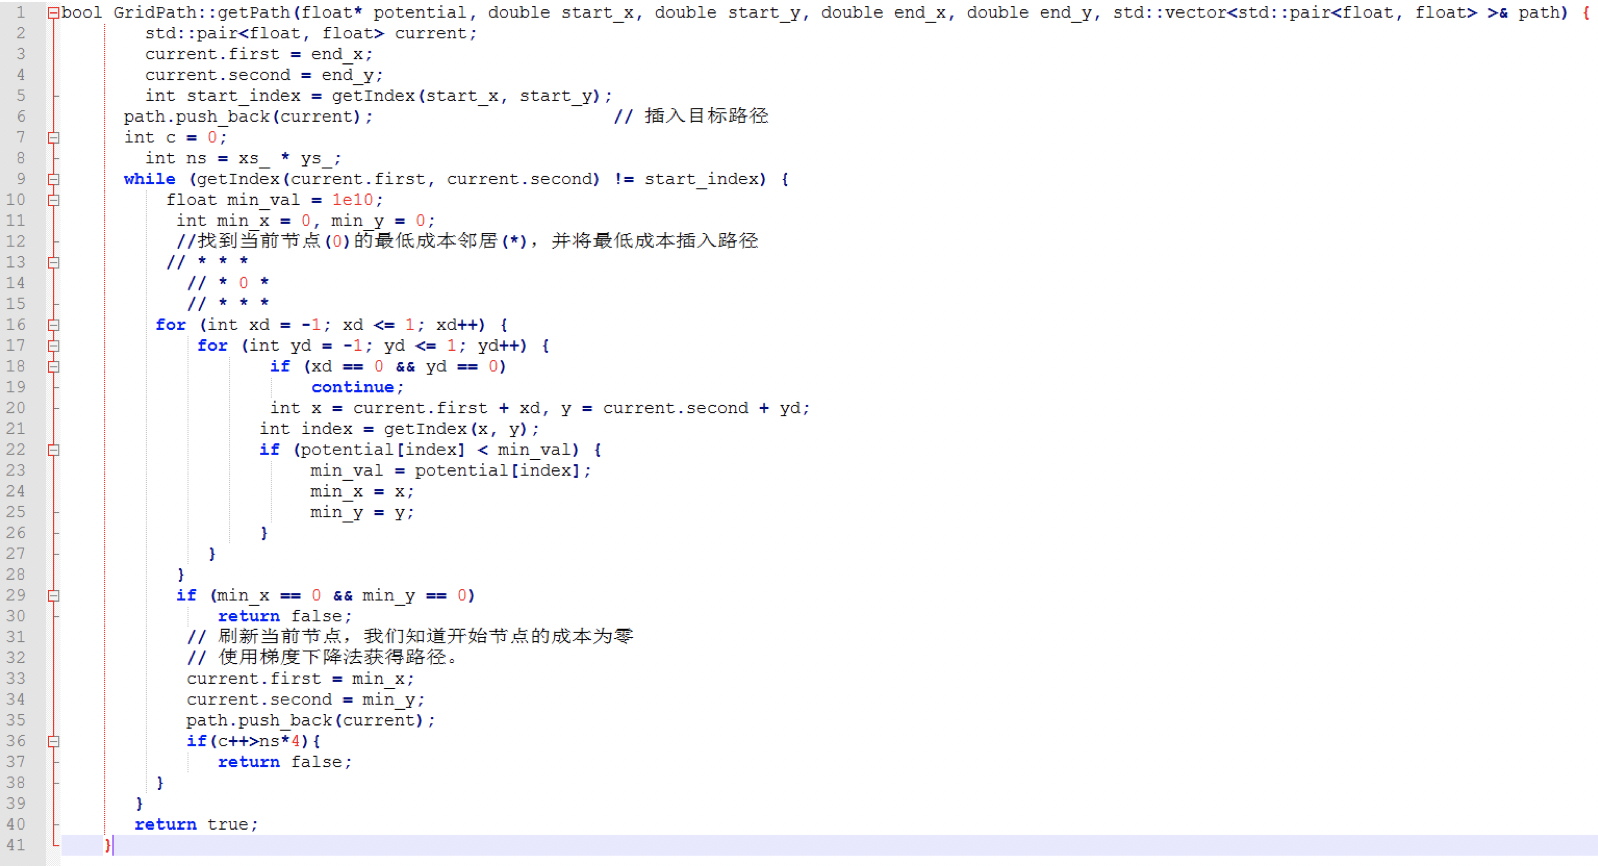 1 bool GridPath::getPath(float* potential, double start_x, double start_y, double end_x, double end_y, std::vector<std::pair<float, float> >& path) {
2 std::pair<float, float> current;
3 current.first = end_x;
4 current.second = end_y;
5 int start_index = getIndex(start_x, start_y);
6 path.push_back(current); // 插入目标路径
7 int c = 0;
8 int ns = xs_ * ys_;
9 while (getIndex(current.first, current.second) != start_index) {
10 float min_val = 1e10;
11 int min_x = 0, min_y = 0;
12 //找到当前节点(0)的最低成本邻居(*)，并将最低成本插入路径
13 // * * *
14 // * 0 *
15 // * * *
16 for (int xd = -1; xd <= 1; xd++) {
17 for (int yd = -1; yd <= 1; yd++) {
18 if (xd == 0 && yd == 0)
19 continue;
20 int x = current.first + xd, y = current.second + yd;
21 int index = getIndex(x, y);
22 if (potential[index] < min_val) {
23 min_val = potential[index];
24 min_x = x;
25 min_y = y;
26 }
27 }
28 }
29 if (min_x == 0 && min_y == 0)
30 return false;
31 // 刷新当前节点，我们知道开始节点的成本为零
32 // 使用梯度下降法获得路径。
33 current.first = min_x;
34 current.second = min_y;
35 path.push_back(current);
36 if(c++>ns*4){
37 return false;
38 }
39 }
40 return true;
41 }